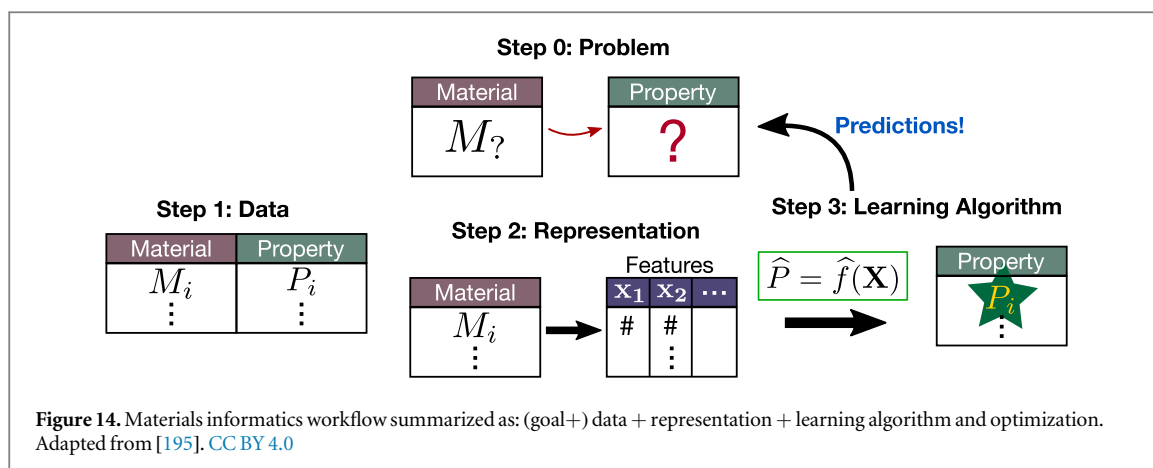 Step 0: Problem
Material Property
M? ?
Predictions!
Step 1: Data
Material Property
Mᵢ Pᵢ
⋮ ⋮
Step 2: Representation
Features
Material x₁ x₂ ⋯
Mᵢ # #
⋮ ⋮
Step 3: Learning Algorithm
P̂ = f̂(X)
Property
Pᵢ
⋮
Figure 14. Materials informatics workflow summarized as: (goal+) data + representation + learning algorithm and optimization.
Adapted from [195]. CC BY 4.0